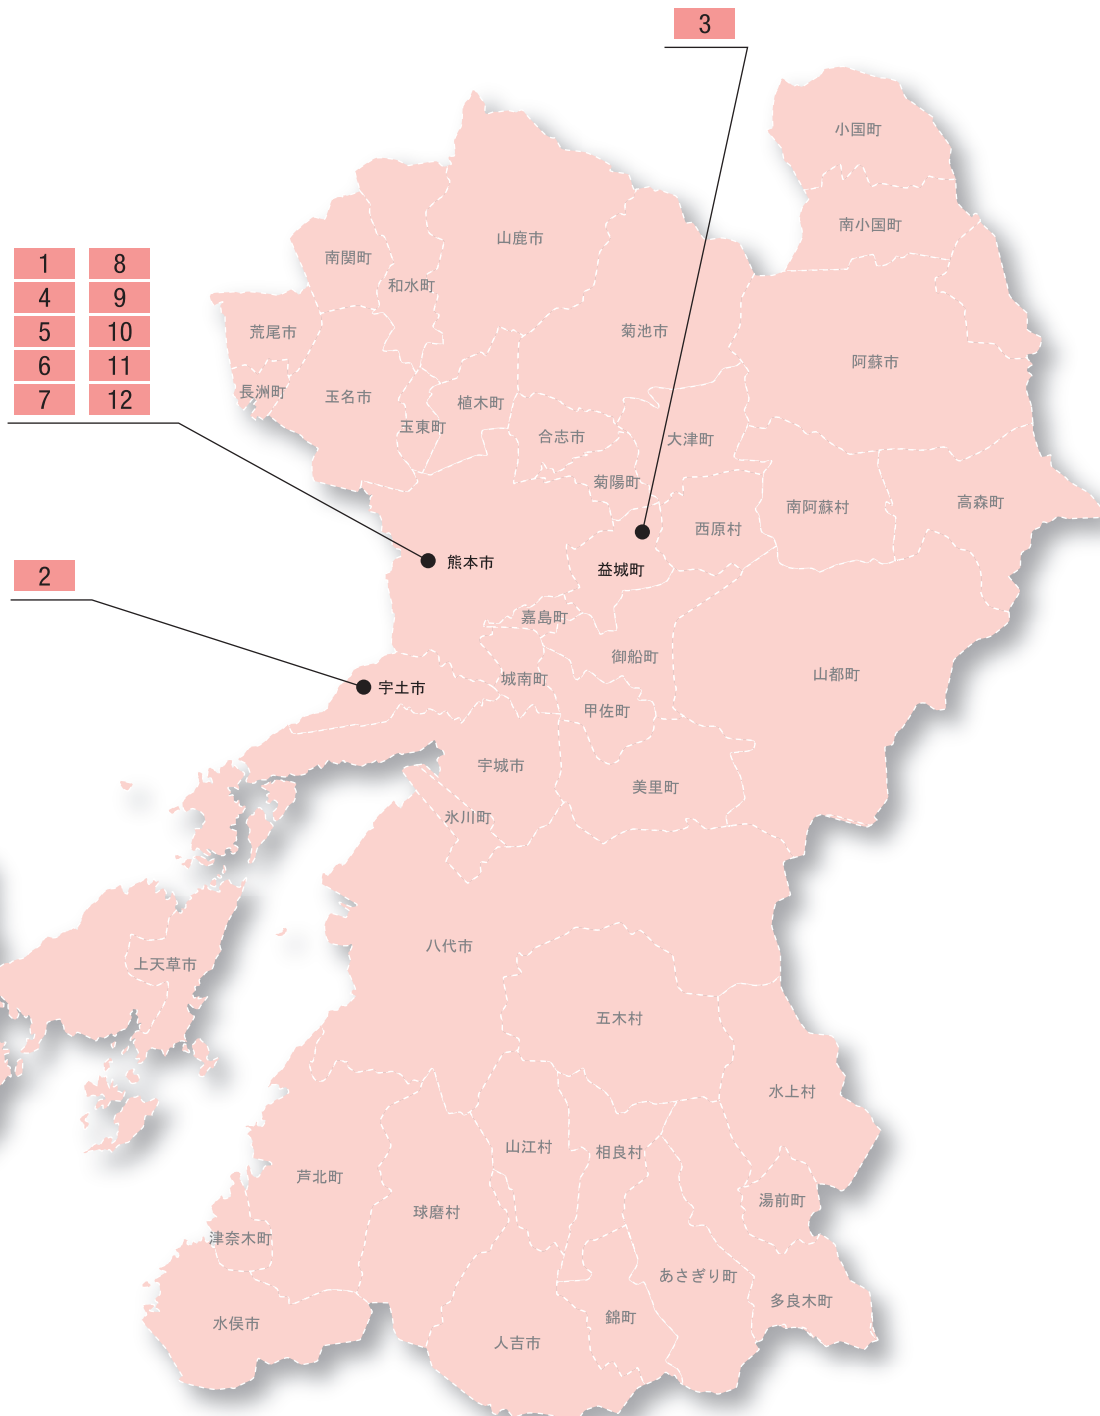 3
小国町
南小国町
山鹿市
南関町
1 8
和水町
4 9
5 10
菊池市
荒尾市
6 11
阿蘇市
長洲町
7 12
玉名市
植木町
玉東町
合志市
大津町
菊陽町
高森町
南阿蘇村
西原村
熊本市
益城町
2
嘉島町
御船町
山都町
城南町
宇土市
甲佐町
宇城市
美里町
氷川町
八代市
上天草市
五木村
水上村
山江村
相良村
芦北町
湯前町
球磨村
津奈木町
あさぎり町
多良木町
錦町
水俣市
人吉市